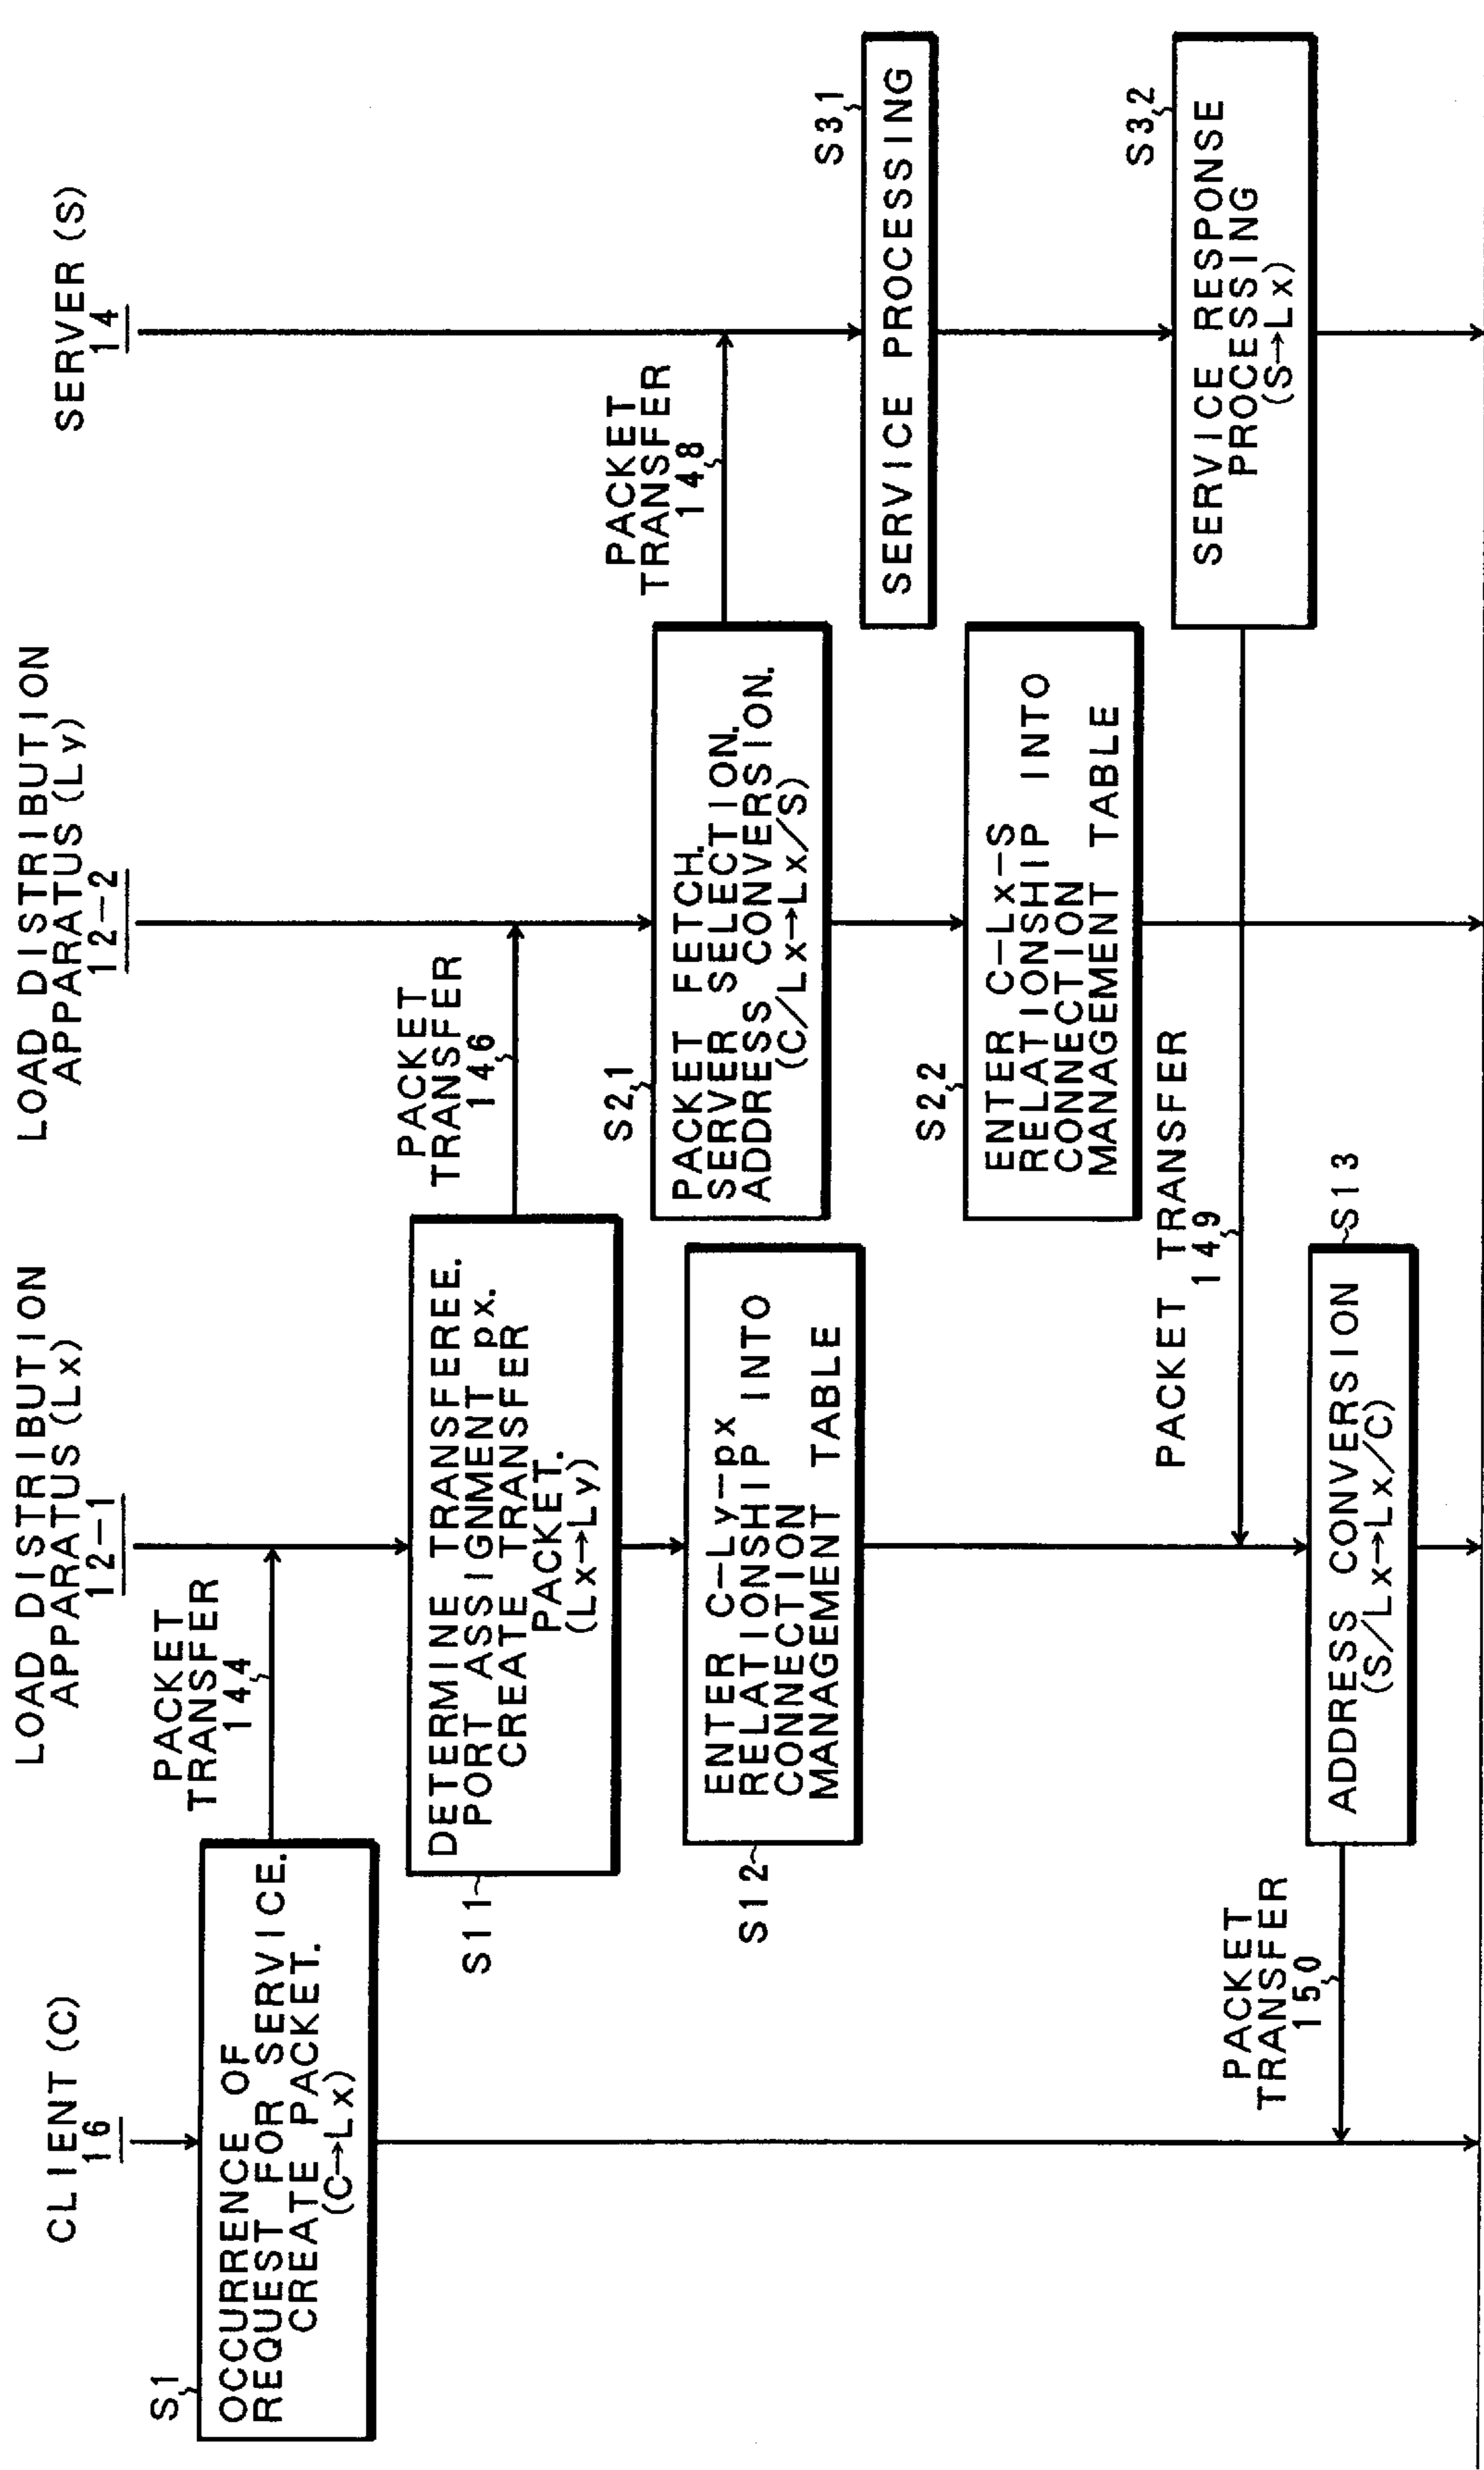 CLIENT (C)
16
LOAD DISTRIBUTION
APPARATUS (Lx)
12-1
LOAD DISTRIBUTION
APPARATUS (Ly)
12-2
SERVER (S)
14
S1
OCCURRENCE OF
REQUEST FOR SERVICE.
CREATE PACKET.
(C→Lx)
PACKET
TRANSFER
144
S11
DETERMINE TRANSFEREE.
PORT ASSIGNMENT px.
CREATE TRANSFER
PACKET.
(Lx→Ly)
PACKET
TRANSFER
146
S12
ENTER C-Ly-px
RELATIONSHIP INTO
CONNECTION
MANAGEMENT TABLE
S21
PACKET FETCH.
SERVER SELECTION.
ADDRESS CONVERSION.
(C/Lx→Lx/S)
PACKET
TRANSFER
148
S22
ENTER C-Lx-S
RELATIONSHIP INTO
CONNECTION
MANAGEMENT TABLE
S31
SERVICE PROCESSING
S32
SERVICE RESPONSE
PROCESSING
(S→Lx)
PACKET TRANSFER
149
S13
ADDRESS CONVERSION
(S/Lx→Lx/C)
PACKET
TRANSFER
150